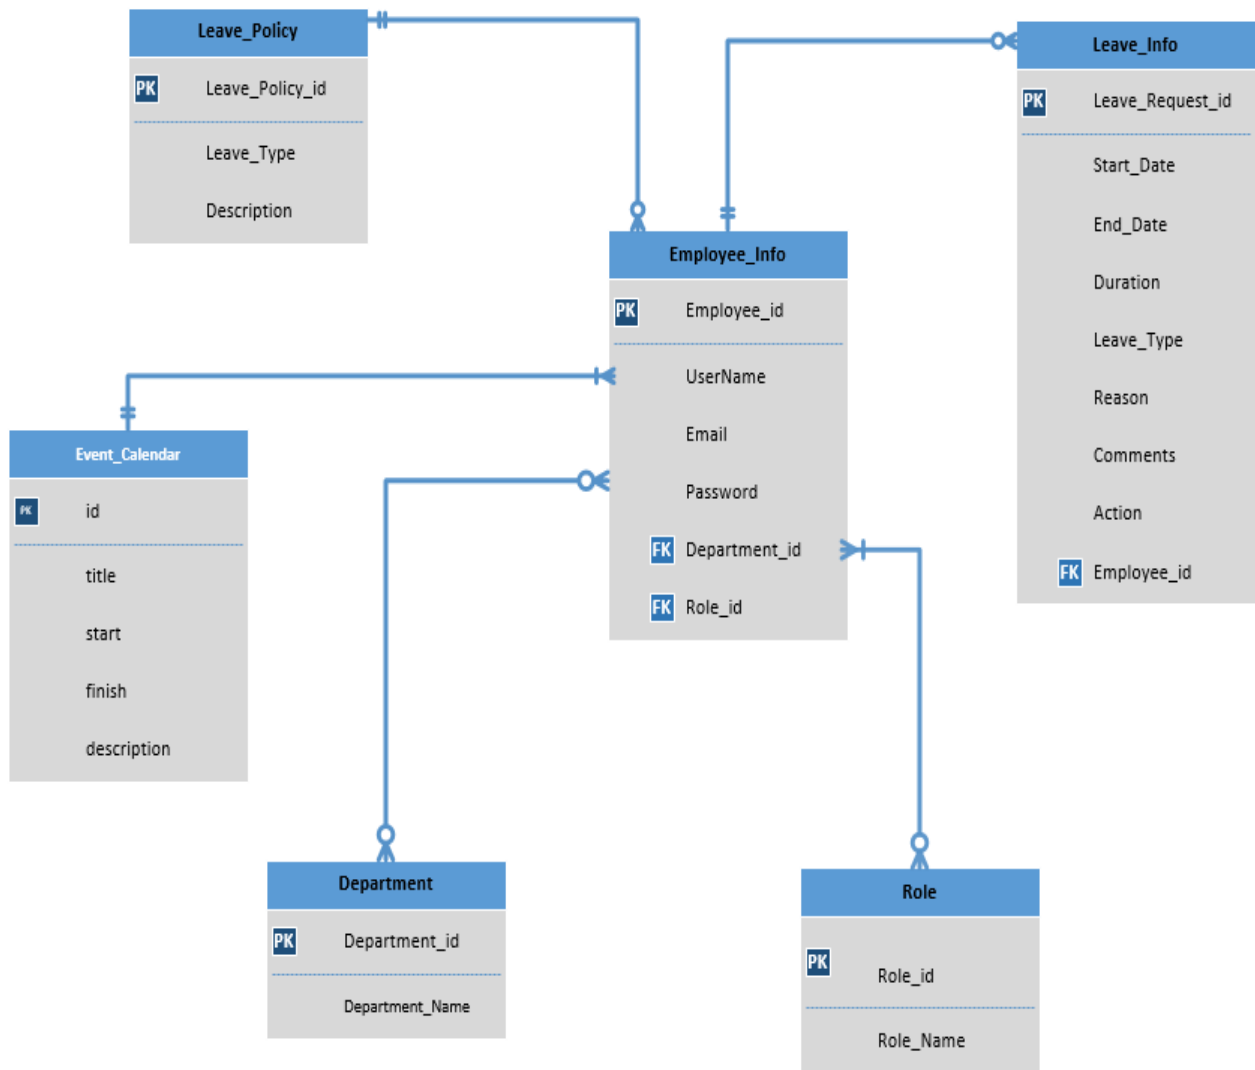 Leave_Policy
PK Leave_Policy_id
Leave_Type
Description
Leave_Info
PK Leave_Request_id
Start_Date
End_Date
Duration
Leave_Type
Reason
Comments
Action
FK Employee_id
Employee_Info
PK Employee_id
UserName
Email
Password
FK Department_id
FK Role_id
Event_Calendar
PK id
title
start
finish
description
Department
PK Department_id
Department_Name
Role
PK Role_id
Role_Name